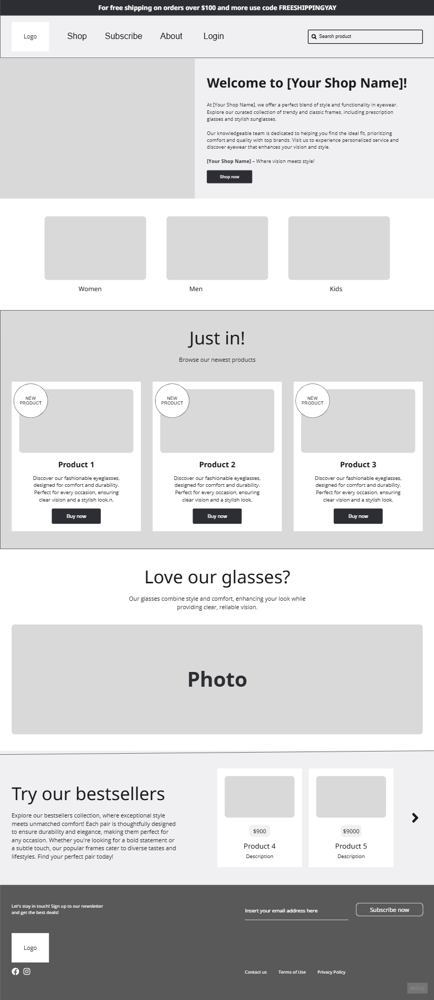 For free shipping on orders over $100 and more use code FREESHIPPINGYAY
Logo
Shop
Subscribe
About
Login
Search product
Welcome to [Your Shop Name]!
At [Your Shop Name], we offer a perfect blend of style and functionality in eyewear.
Explore our curated collection of trendy and classic frames, including prescription
glasses and stylish sunglasses.
Our knowledgeable team is dedicated to helping you find the ideal fit, prioritizing
comfort and quality with top brands. Visit us to experience personalized service and
discover eyewear that enhances your vision and style.
[Your Shop Name] – Where vision meets style!
Shop now
Women
Men
Kids
Just in!
Browse our newest products
NEW
PRODUCT
Product 1
Discover our fashionable eyeglasses,
designed for comfort and durability.
Perfect for every occasion, ensuring
clear vision and a stylish look.n.
Buy now
NEW
PRODUCT
Product 2
Discover our fashionable eyeglasses,
designed for comfort and durability.
Perfect for every occasion, ensuring
clear vision and a stylish look.
Buy now
NEW
PRODUCT
Product 3
Discover our fashionable eyeglasses,
designed for comfort and durability.
Perfect for every occasion, ensuring
clear vision and a stylish look.
Buy now
Love our glasses?
Our glasses combine style and comfort, enhancing your look while
providing clear, reliable vision.
Photo
Try our bestsellers
Explore our bestsellers collection, where exceptional style
meets unmatched comfort! Each pair is thoughtfully designed
to ensure durability and elegance, making them perfect for
any occasion. Whether you're looking for a bold statement or
a subtle touch, our popular frames cater to diverse tastes and
lifestyles. Find your perfect pair today!
$900
Product 4
Description
$9000
Product 5
Description
Let's stay in touch! Sign up to our newsletter
and get the best deals!
Insert your email address here
Subscribe now
Logo
Contact us
Terms of Use
Privacy Policy
miro